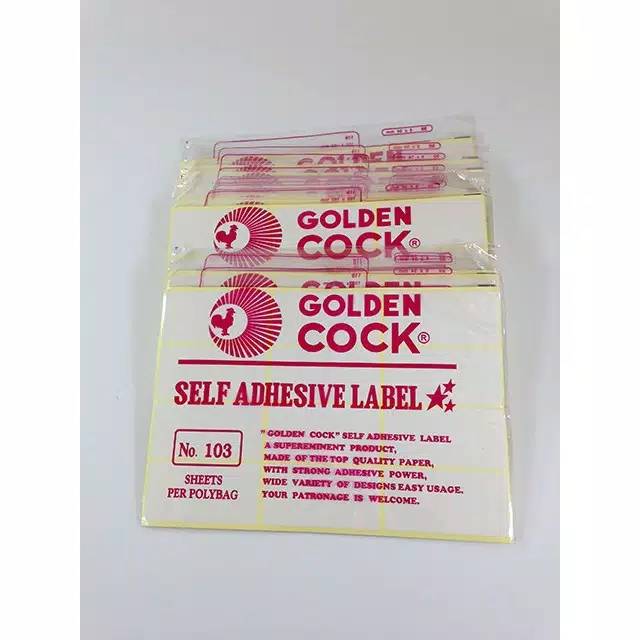 GOLDEN
GOLDEN
COCK®
GOLDEN
COCK®
SELF ADHESIVE LABEL
No. 103
SHEETS
PER POLYBAG
"GOLDEN COCK" SELF ADHESIVE LABEL
A SUPEREMINENT PRODUCT,
MADE OF THE TOP QUALITY PAPER,
WITH STRONG ADHESIVE POWER,
WIDE VARIETY OF DESIGNS EASY USAGE.
YOUR PATRONAGE IS WELCOME.